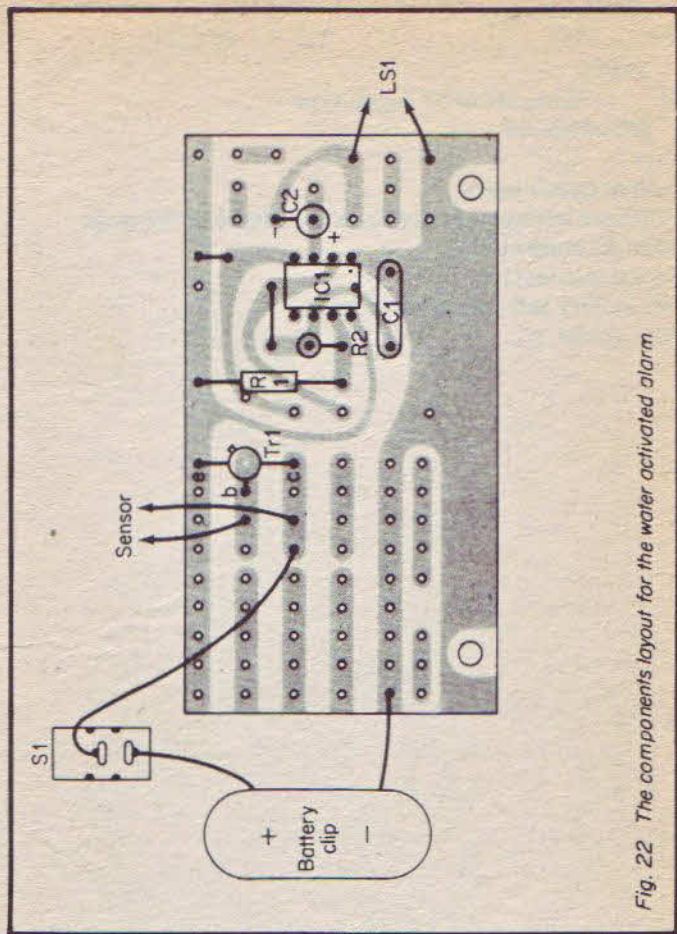 LS1
C2
−
+
IC1
C1
R2
R
1
Tr1
e
b
c
Sensor
S1
+
Battery
clip
−
Fig. 22 The components layout for the water activated alarm